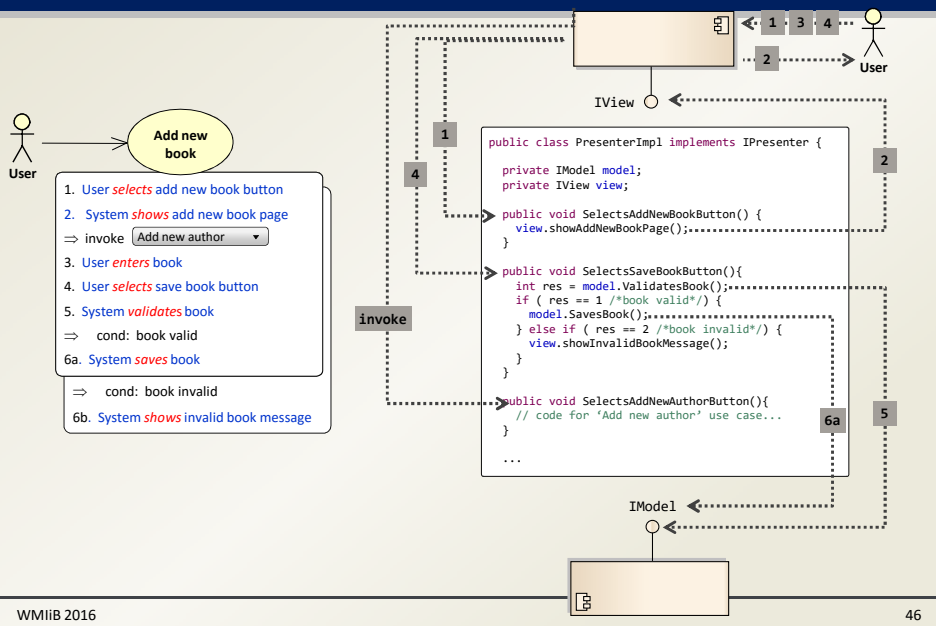 1 3 4
2
User
IView
1
4
2
invoke
5
6a
User
Add new
book
1. User selects add new book button
2. System shows add new book page
⇒ invoke Add new author
3. User enters book
4. User selects save book button
5. System validates book
⇒ cond: book valid
6a. System saves book
⇒ cond: book invalid
6b. System shows invalid book message
public class PresenterImpl implements IPresenter {
private IModel model;
private IView view;
public void SelectsAddNewBookButton() {
view.showAddNewBookPage();
}
public void SelectsSaveBookButton(){
int res = model.ValidatesBook();
if ( res == 1 /*book valid*/) {
model.SavesBook();
} else if ( res == 2 /*book invalid*/) {
view.showInvalidBookMessage();
}
}
public void SelectsAddNewAuthorButton(){
// code for ‘Add new author’ use case...
}
...
IModel
WMIiB 2016
46